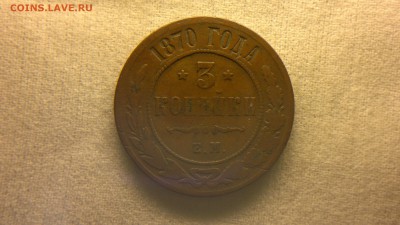 COINS.LAVE.RU
1870 ГОДА
3
КОПѢЙКИ
Е.М.